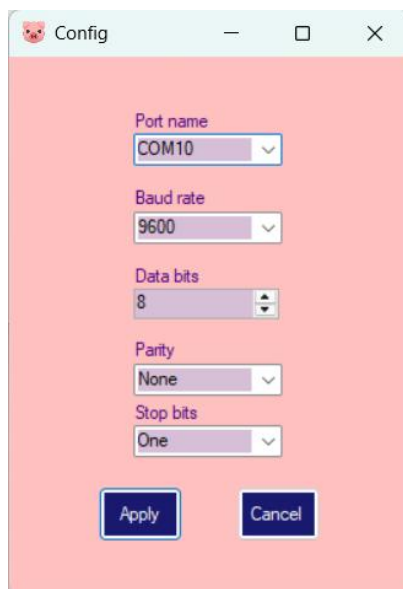 Config
Port name
COM10
Baud rate
9600
Data bits
8
Parity
None
Stop bits
One
Apply Cancel